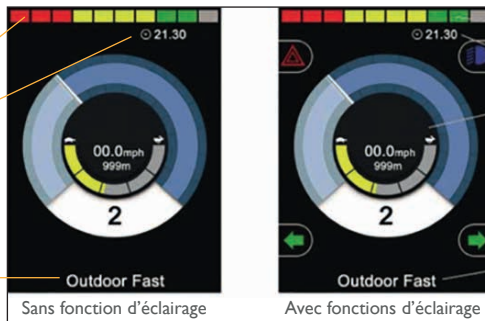 21.30
00.0mph
999m
2
Outdoor Fast
Sans fonction d'éclairage
21.30
00.0mph
999m
2
Outdoor Fast
Avec fonctions d'éclairage